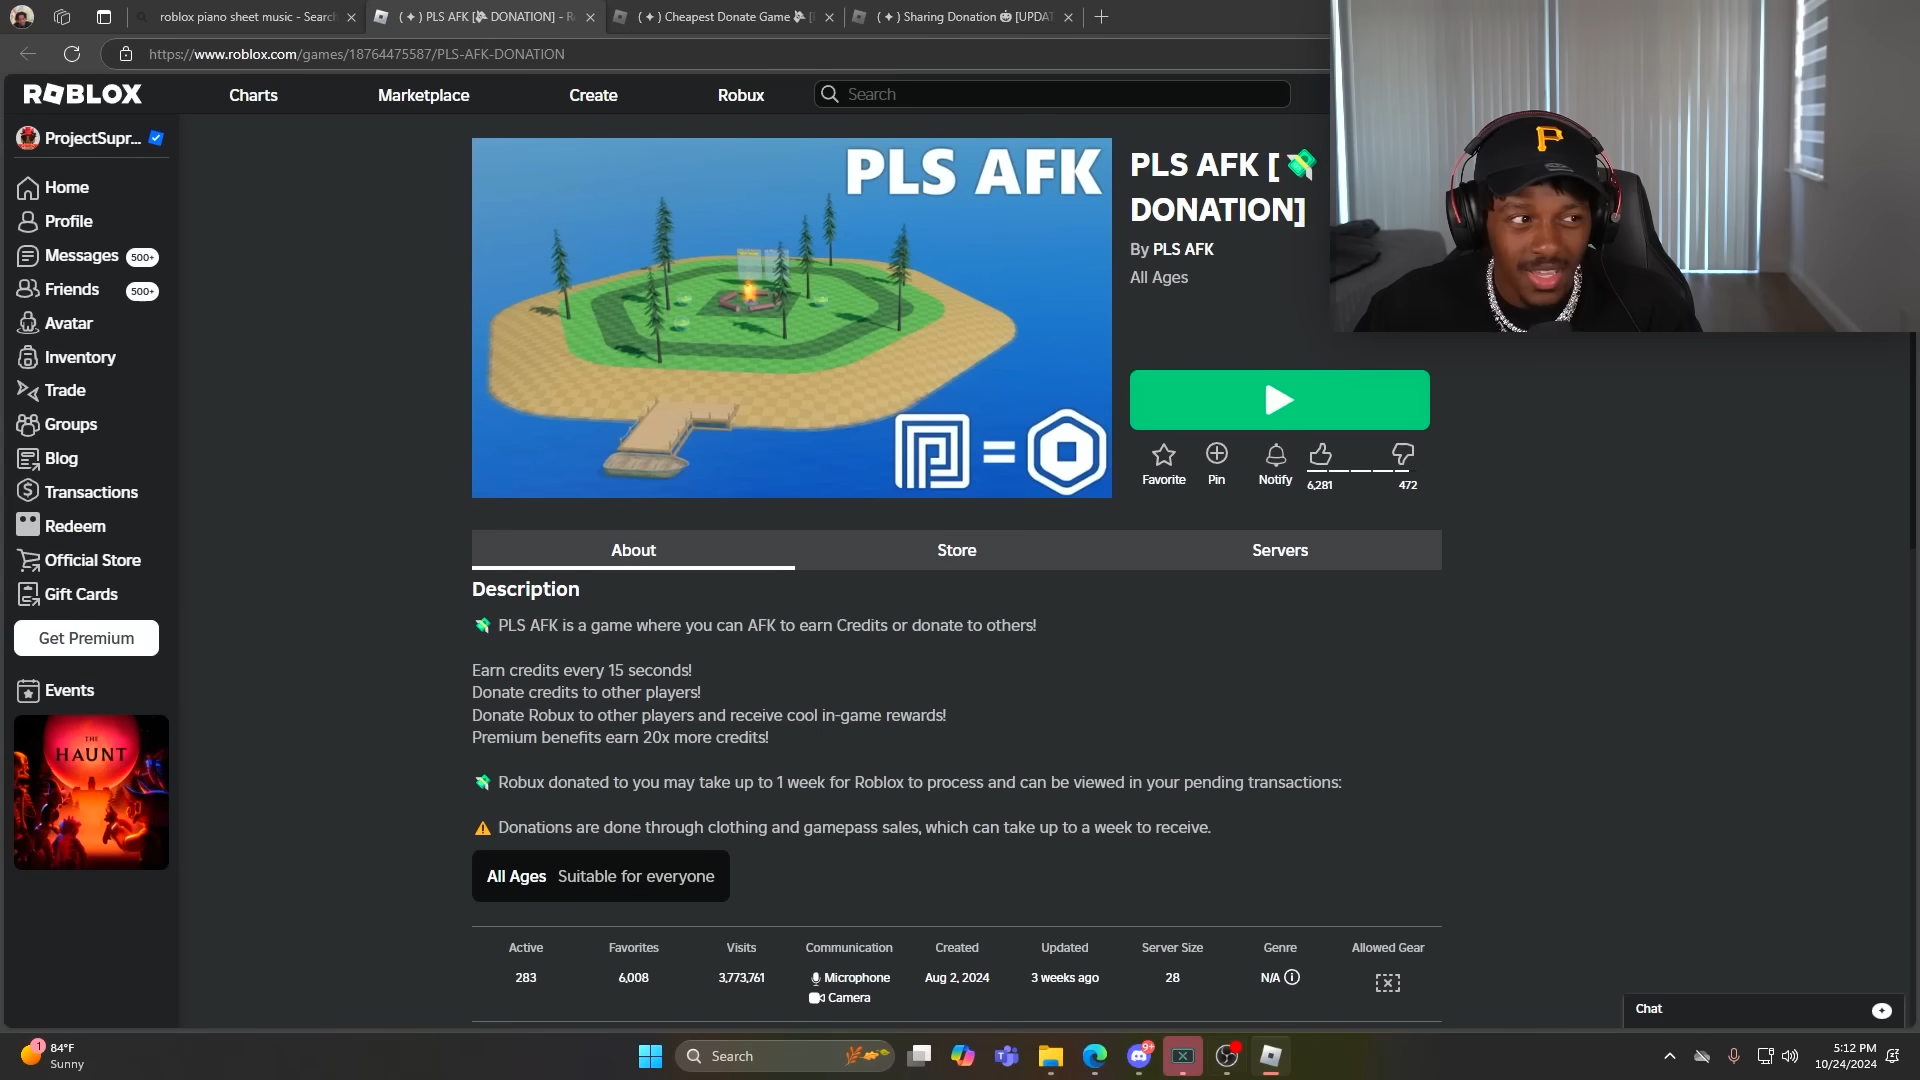 roblox piano sheet music - Search
( ✦ ) PLS AFK [💸 DONATION] - R
( ✦ ) Cheapest Donate Game 💸 [
( ✦ ) Sharing Donation 🎃 [UPDAT
https://www.roblox.com/games/18764475587/PLS-AFK-DONATION
ROBLOX
Charts
Marketplace
Create
Robux
Search
ProjectSupr...
Home
Profile
Messages 500+
Friends 500+
Avatar
Inventory
Trade
Groups
Blog
Transactions
Redeem
Official Store
Gift Cards
Get Premium
Events
THE
HAUNT
PLS AFK
=
PLS AFK [💸
DONATION]
By PLS AFK
All Ages
P
Favorite
Pin
Notify
6,281
472
About
Store
Servers
Description
💸 PLS AFK is a game where you can AFK to earn Credits or donate to others!
Earn credits every 15 seconds!
Donate credits to other players!
Donate Robux to other players and receive cool in-game rewards!
Premium benefits earn 20x more credits!
💸 Robux donated to you may take up to 1 week for Roblox to process and can be viewed in your pending transactions:
⚠️ Donations are done through clothing and gamepass sales, which can take up to a week to receive.
All Ages Suitable for everyone
Active
Favorites
Visits
Communication
Created
Updated
Server Size
Genre
Allowed Gear
283
6,008
3,773,761
Microphone
Camera
Aug 2, 2024
3 weeks ago
28
N/A
Chat
1
84°F
Sunny
Search
9+
5:12 PM
10/24/2024